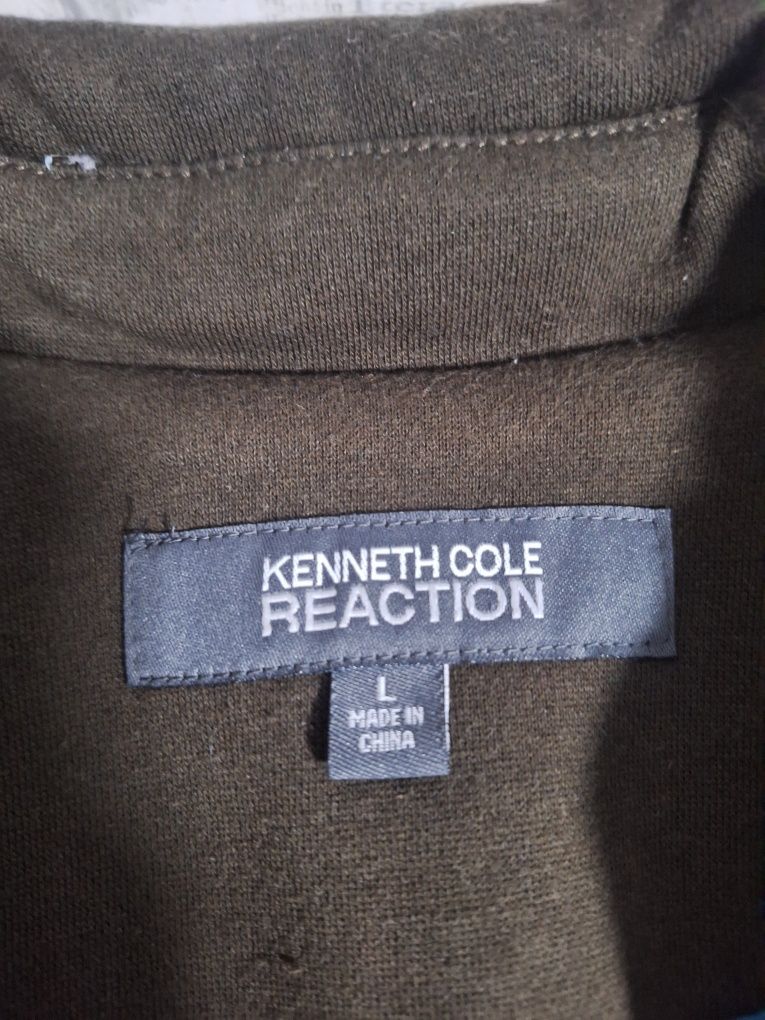 KENNETH COLE
REACTION
L
MADE IN
CHINA